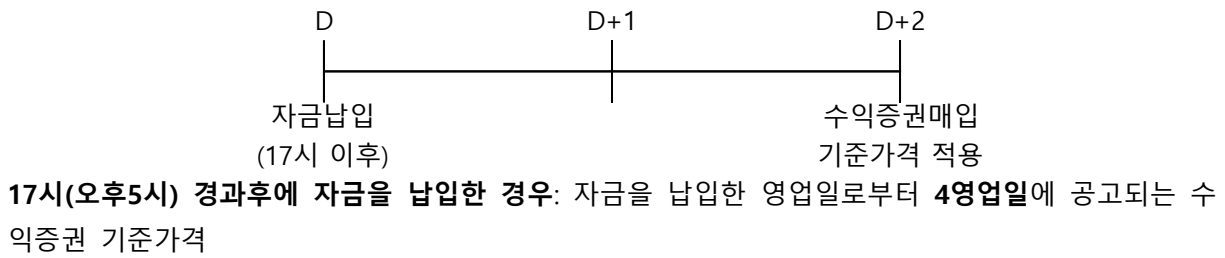 D D+1 D+2
자금납입 수익증권매입
(17시 이후) 기준가격 적용
17시(오후5시) 경과후에 자금을 납입한 경우: 자금을 납입한 영업일로부터 4영업일에 공고되는 수
익증권 기준가격